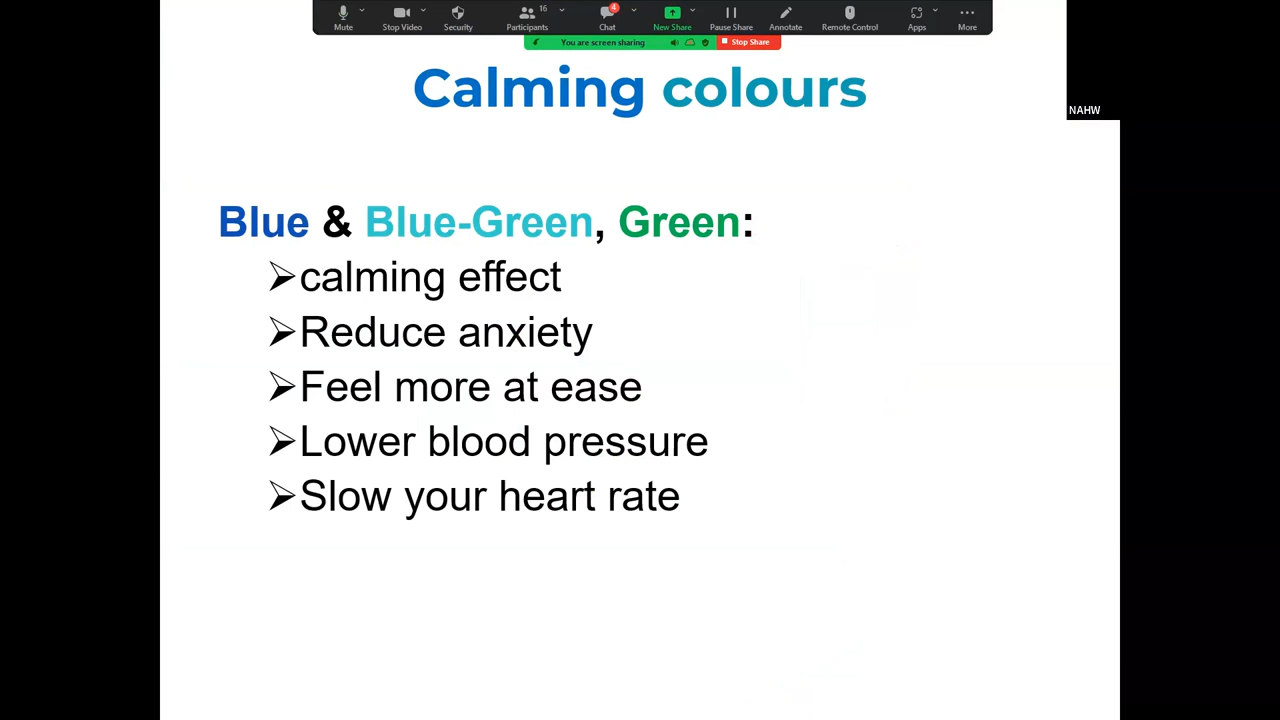 Mute
Stop Video
Security
Participants
16
Chat
4
New Share
Pause Share
Annotate
Remote Control
Apps
More
You are screen sharing
Stop Share
NAHW
Calming colours
Blue & Blue-Green, Green:
➢calming effect
➢Reduce anxiety
➢Feel more at ease
➢Lower blood pressure
➢Slow your heart rate